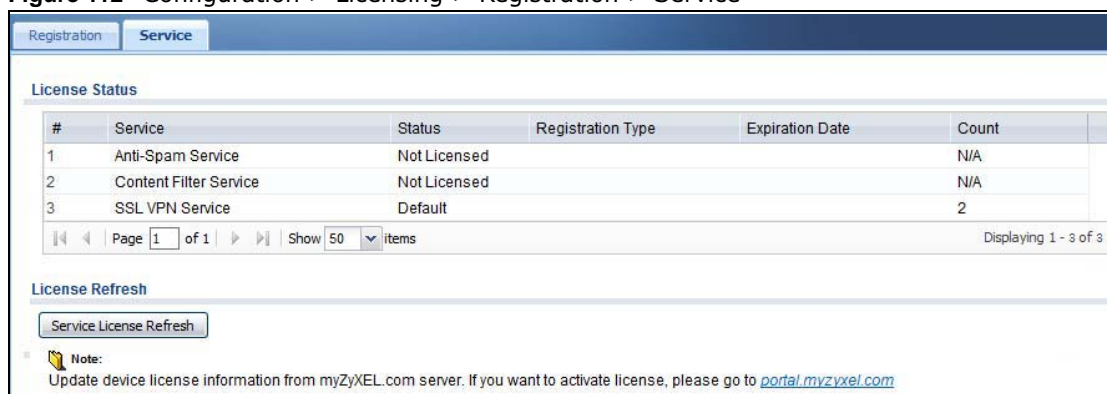 Figure 112 Configuration > Licensing > Registration > Service
Registration Service
License Status
# Service Status Registration Type Expiration Date Count
1 Anti-Spam Service Not Licensed N/A
2 Content Filter Service Not Licensed N/A
3 SSL VPN Service Default 2
Page 1 of 1 Show 50 items Displaying 1 - 3 of 3
License Refresh
Service License Refresh
Note:
Update device license information from myZyXEL.com server. If you want to activate license, please go to portal.myzyxel.com